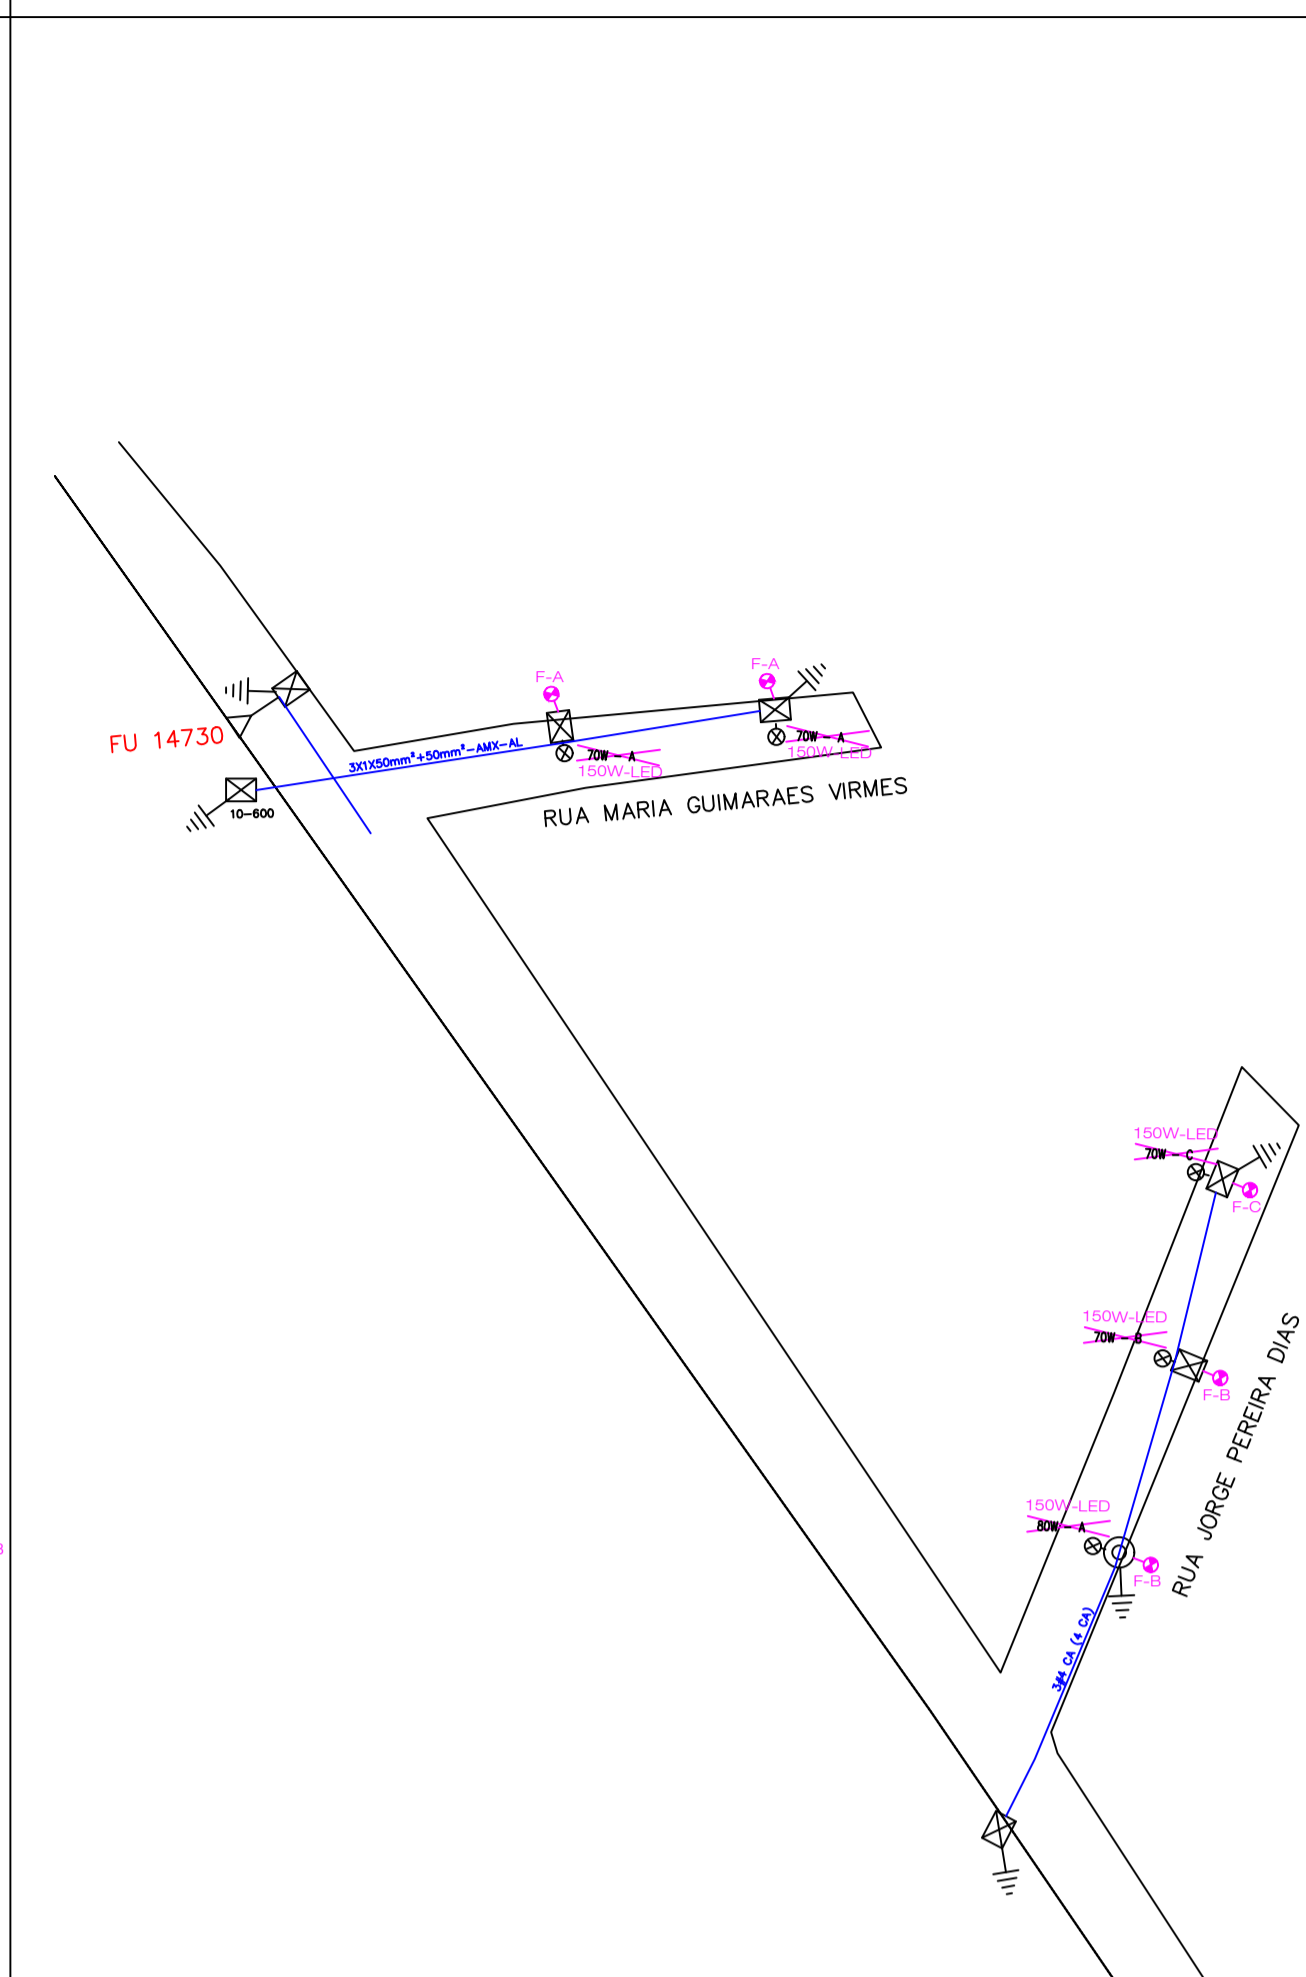 F-A
F-A
FU 14730
3X1X50mm²+50mm²-AMX-AL
70W - A
150W-LED
70W - A
150W-LED
10-600
RUA MARIA GUIMARAES VIRMES
150W-LED
70W - C
F-C
150W-LED
70W - B
F-B
RUA JORGE PEREIRA DIAS
150W-LED
80W - A
F-B
3#4 CA (4 CA)